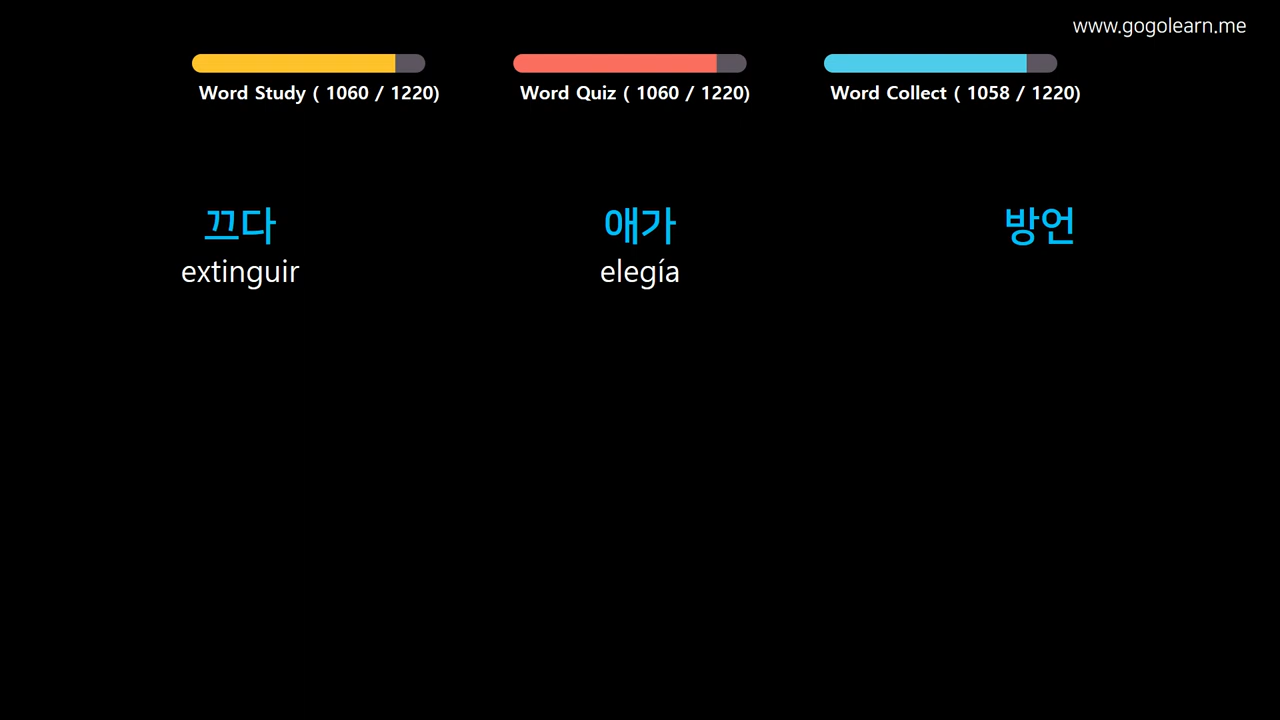 www.gogolearn.me
Word Study ( 1060 / 1220)
Word Quiz ( 1060 / 1220)
Word Collect ( 1058 / 1220)
끄다
애가
방언
extinguir
elegía